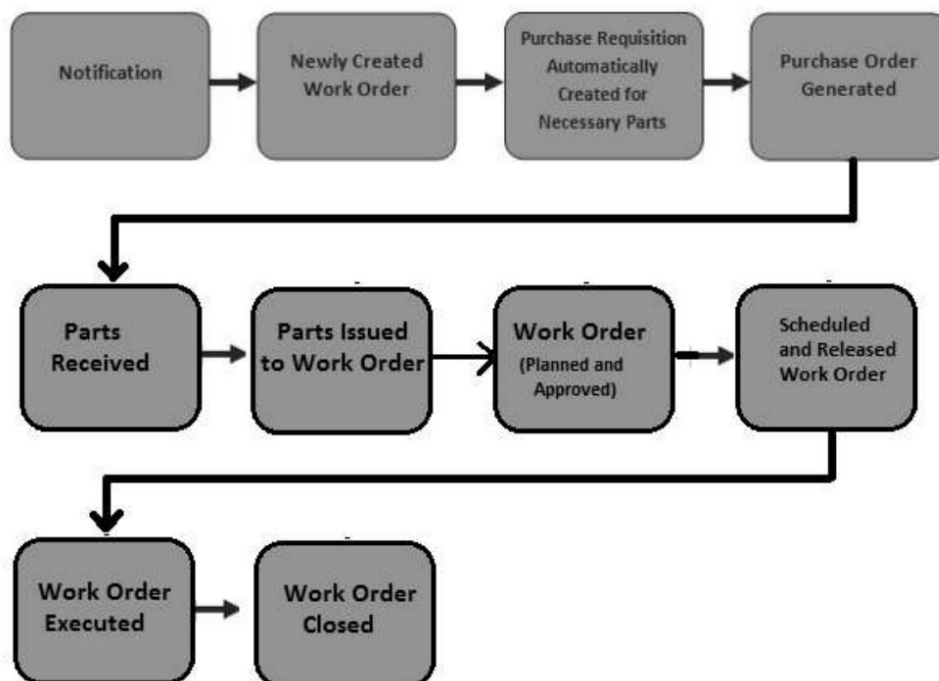 Notification
Newly Created
Work Order
Purchase Requisition
Automatically
Created for
Necessary Parts
Purchase Order
Generated
Parts
Received
Parts Issued
to Work Order
Work Order
(Planned and
Approved)
Scheduled
and Released
Work Order
Work Order
Executed
Work Order
Closed